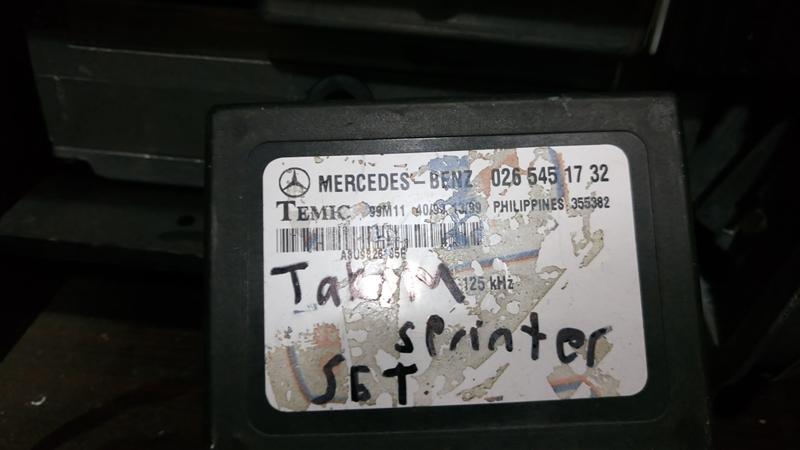 MERCEDES-BENZ 026 545 17 32
TEMIC 99M11 40/99 PHILIPPINES 355382
125 kHz
Takım
sprinter
SET